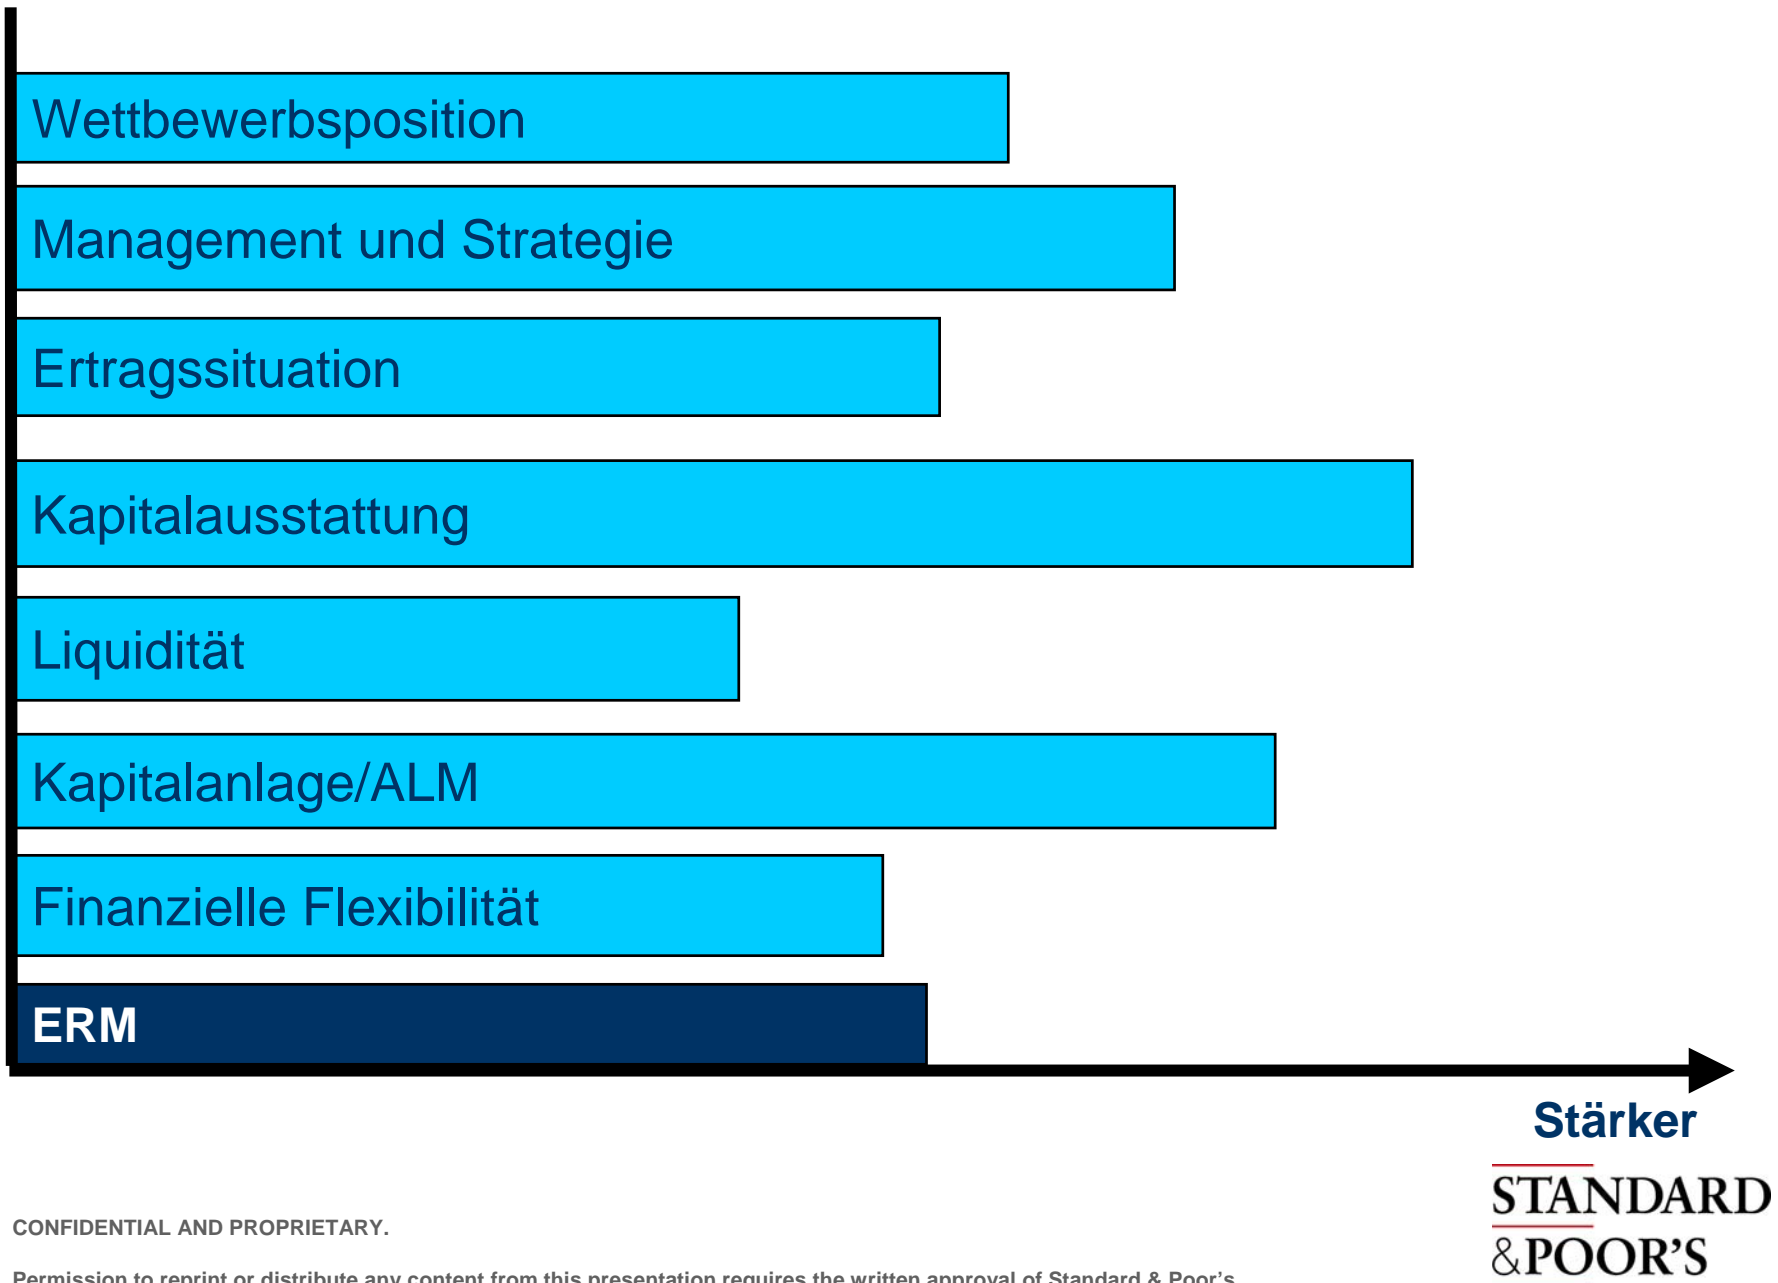 Wettbewerbsposition
Management und Strategie
Ertragssituation
Kapitalausstattung
Liquidität
Kapitalanlage/ALM
Finanzielle Flexibilität
ERM
Stärker
STANDARD
&POOR'S
CONFIDENTIAL AND PROPRIETARY.
Permission to reprint or distribute any content from this presentation requires the written approval of Standard & Poor's.